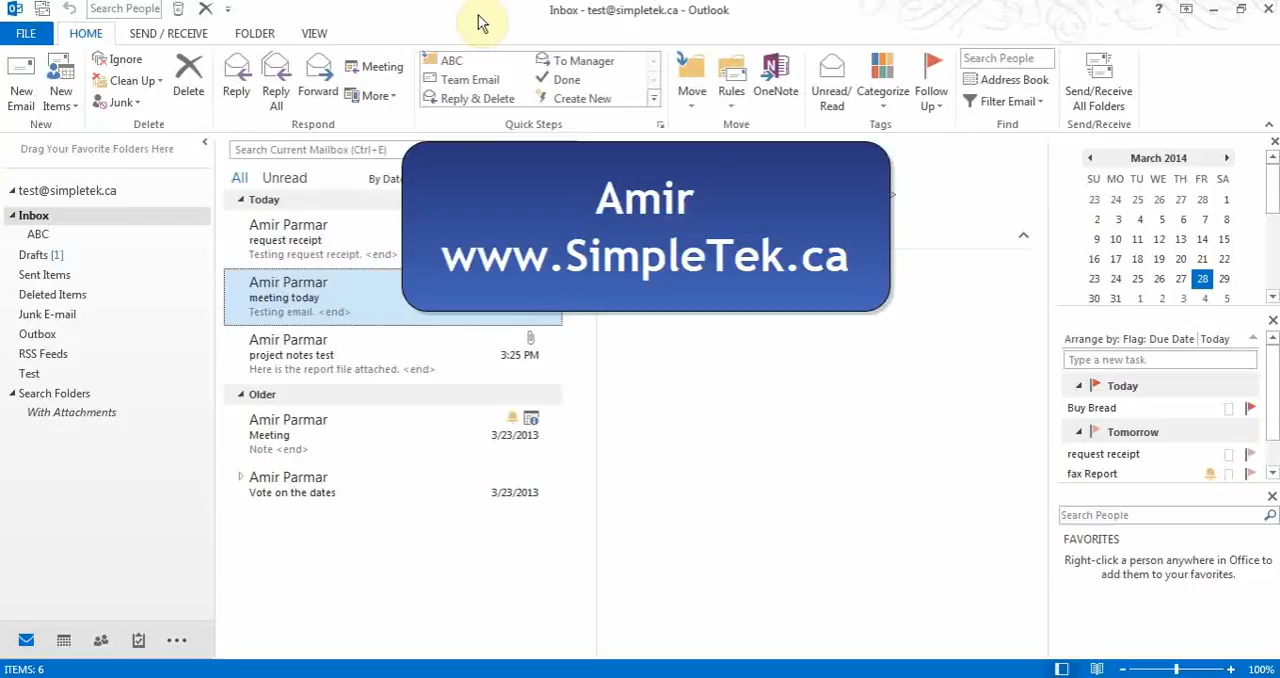 Search People
Inbox - test@simpletek.ca - Outlook
?
FILE
HOME
SEND / RECEIVE
FOLDER
VIEW
New Email
New Items
New
Ignore
Clean Up
Junk
Delete
Delete
Reply
Reply All
Forward
Meeting
More
Respond
ABC
Team Email
Reply & Delete
To Manager
Done
Create New
Quick Steps
Move
Rules
OneNote
Move
Unread/ Read
Categorize
Follow Up
Tags
Search People
Address Book
Filter Email
Find
Send/Receive All Folders
Send/Receive
Drag Your Favorite Folders Here
test@simpletek.ca
Inbox
ABC
Drafts [1]
Sent Items
Deleted Items
Junk E-mail
Outbox
RSS Feeds
Test
Search Folders
With Attachments
Search Current Mailbox (Ctrl+E)
All
Unread
By Date
Today
Amir Parmar
request receipt
Testing request receipt. <end>
Amir Parmar
meeting today
Testing email. <end>
Amir Parmar
project notes test
3:25 PM
Here is the report file attached. <end>
Older
Amir Parmar
Meeting
3/23/2013
Note <end>
Amir Parmar
Vote on the dates
3/23/2013
Amir
www.SimpleTek.ca
March 2014
SU MO TU WE TH FR SA
23 24 25 26 27 28 1
2 3 4 5 6 7 8
9 10 11 12 13 14 15
16 17 18 19 20 21 22
23 24 25 26 27 28 29
30 31 1 2 3 4 5
Arrange by: Flag: Due Date
Today
Type a new task
Today
Buy Bread
Tomorrow
request receipt
fax Report
Search People
FAVORITES
Right-click a person anywhere in Office to
add them to your favorites.
ITEMS: 6
100%